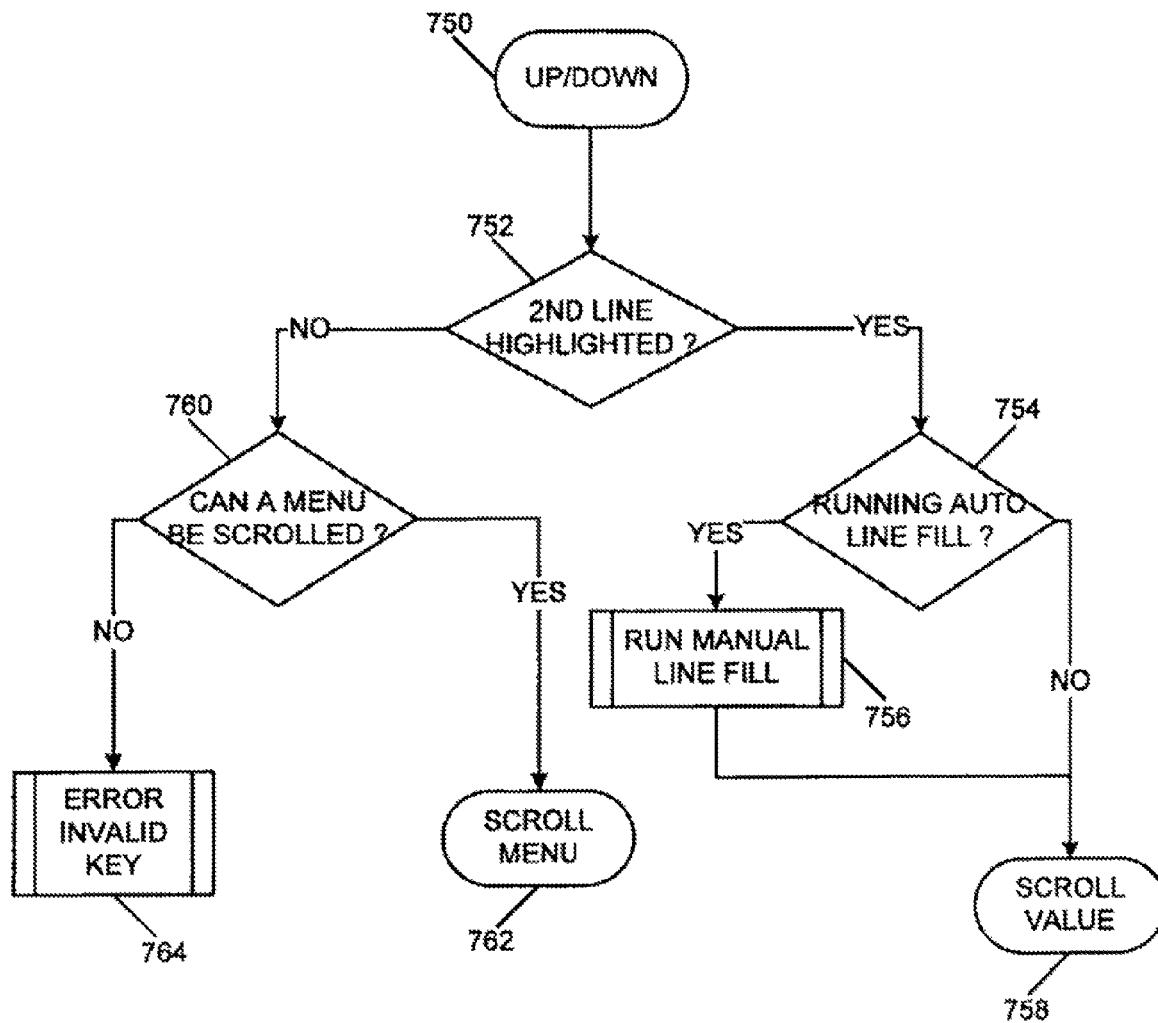 750
UP/DOWN
752
2ND LINE
HIGHLIGHTED ?
NO
YES
760
754
CAN A MENU
BE SCROLLED ?
RUNNING AUTO
LINE FILL ?
NO
YES
YES
NO
RUN MANUAL
LINE FILL
756
ERROR
INVALID
KEY
764
SCROLL
MENU
762
SCROLL
VALUE
758